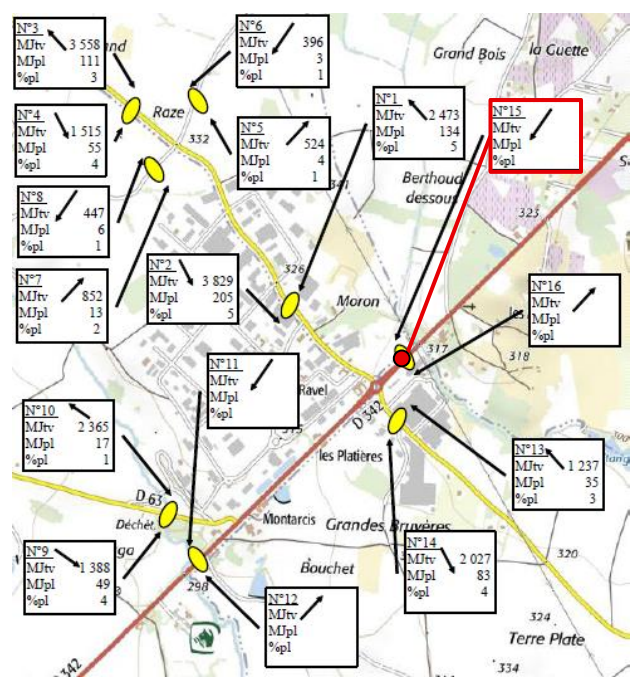 N°3
MJtv 3 558
MJpl 111
%pl 3
N°6
MJtv 396
MJpl 3
%pl 1
Grand Bois
la Guette
N°4
MJtv 1 515
MJpl 55
%pl 4
Raze
332
N°5
MJtv 524
MJpl 4
%pl 1
N°1
MJtv 2 473
MJpl 134
%pl 5
N°15
MJtv
MJpl
%pl
Berthoud
dessous
323
N°8
MJtv 447
MJpl 6
%pl 1
N°7
MJtv 852
MJpl 13
%pl 2
N°2
MJtv 3 829
MJpl 205
%pl 5
326
Moron
N°16
MJtv
MJpl
%pl
317
318
N°11
MJtv
MJpl
%pl
Ravel
D 342
N°10
MJtv 2 365
MJpl 17
%pl 1
les Platières
N°13
MJtv 1 237
MJpl 35
%pl 3
D 63
Déchèt.
Montarcis
Grandes Bruyères
N°9
MJtv 1 388
MJpl 49
%pl 4
298
Bouchet
N°14
MJtv 2 027
MJpl 83
%pl 4
320
N°12
MJtv
MJpl
%pl
324
Terre Plate
334
D 342